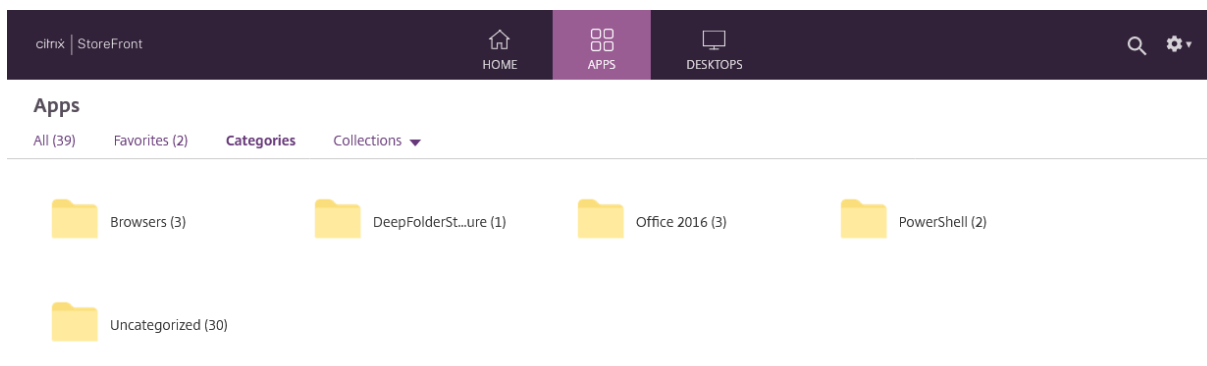 citrix | StoreFront
HOME
APPS
DESKTOPS
Apps
All (39)
Favorites (2)
Categories
Collections
Browsers (3)
DeepFolderSt...ure (1)
Office 2016 (3)
PowerShell (2)
Uncategorized (30)